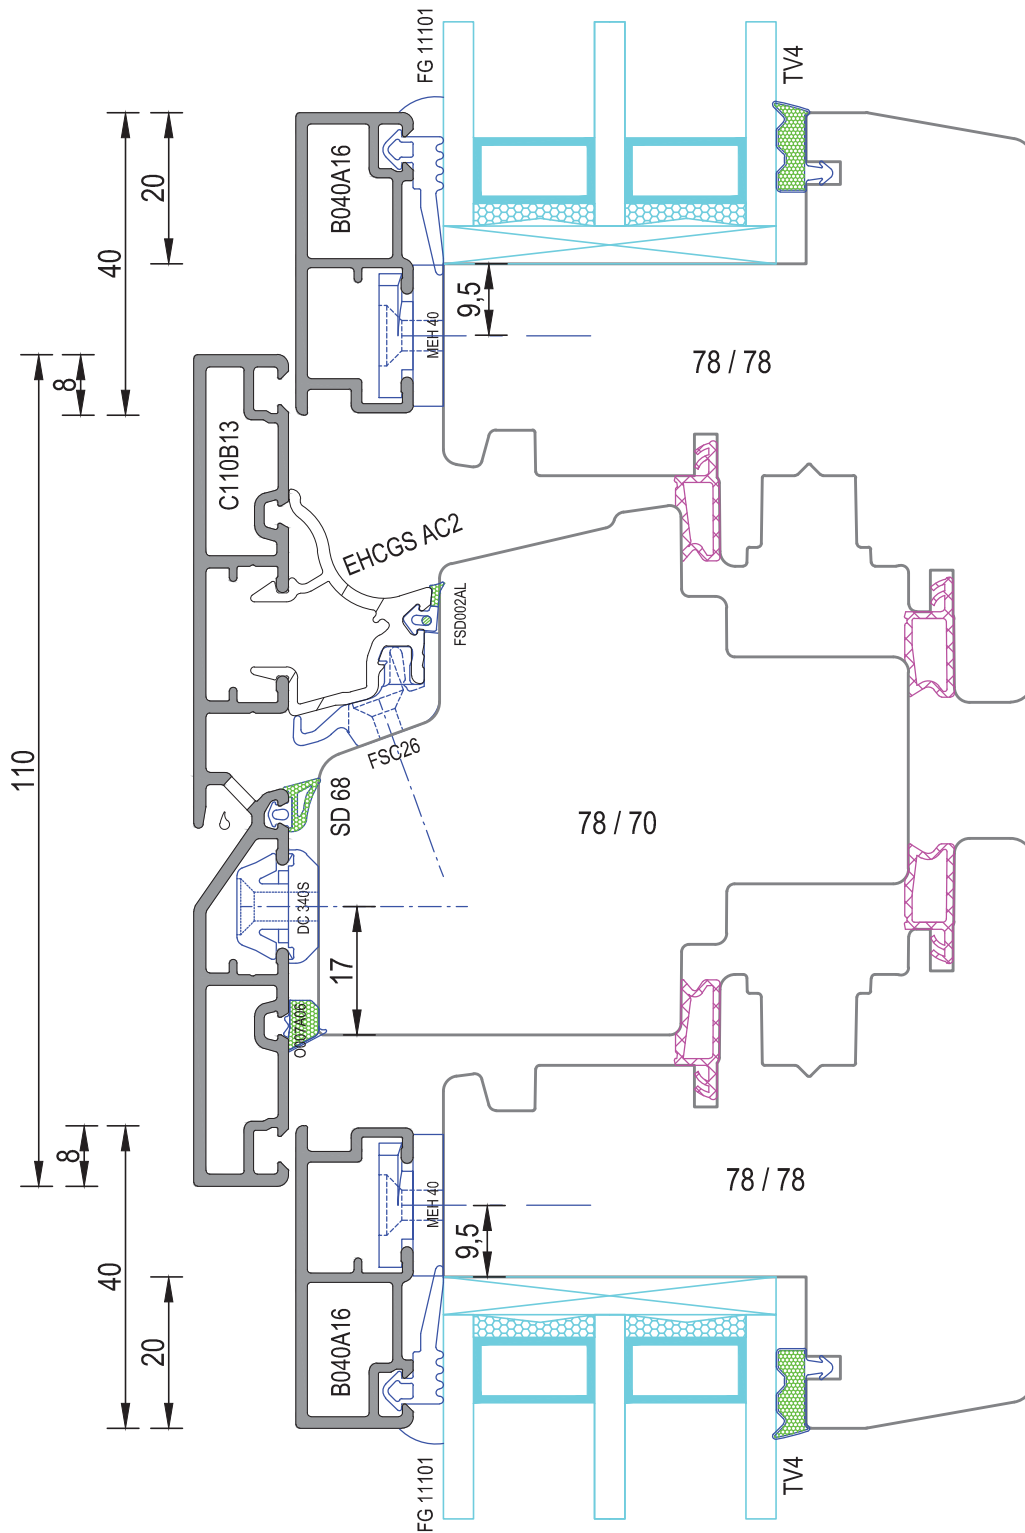 FG 11101
TV4
20
B040A16
40
9,5
MEH 40
78 / 78
8
C110B13
EHCGS AC2
FSD002AL
FSC26
110
SD 68
78 / 70
DC 340S
17
O007A06
8
MEH 40
78 / 78
9,5
40
20
B040A16
FG 11101
TV4